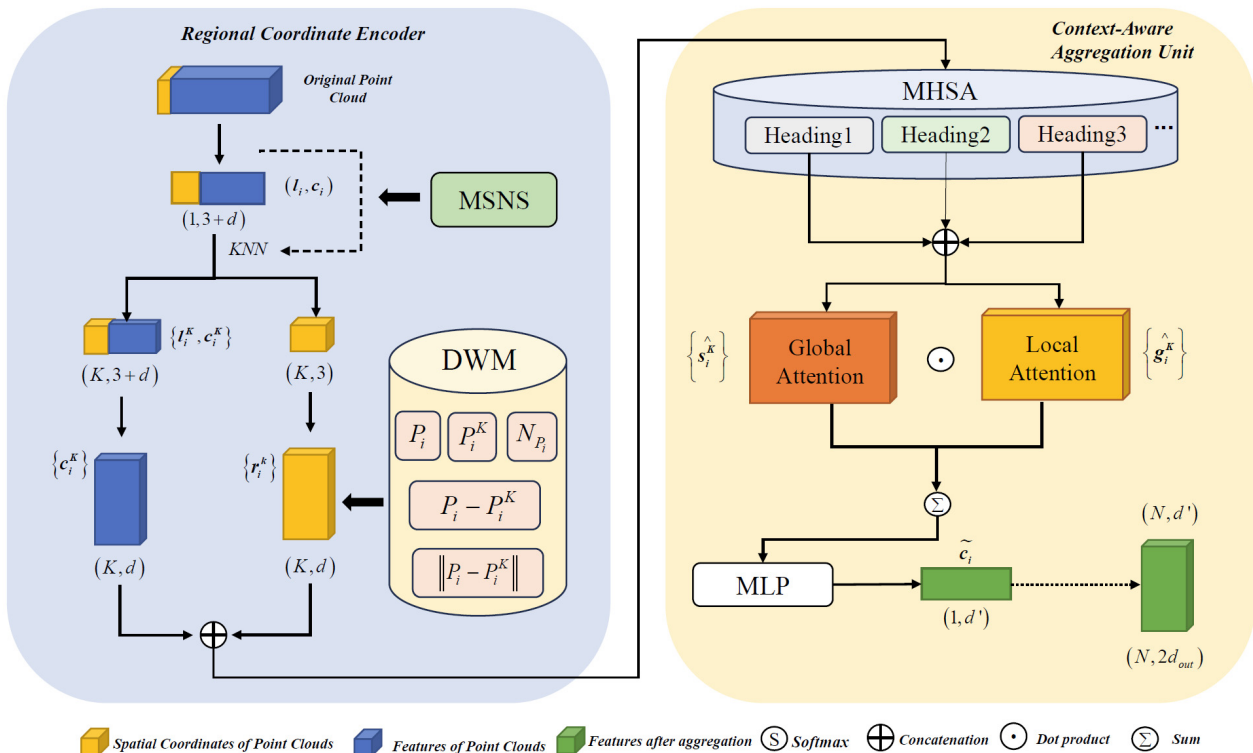 Regional Coordinate Encoder
Original Point
Cloud
(l_i, c_i)
MSNS
(1,3+d)
KNN
{l_i^K, c_i^K}
(K,3+d)
(K,3)
{c_i^K}
{r_i^k}
(K,d)
(K,d)
DWM
P_i
P_i^K
N_{P_i}
P_i − P_i^K
‖P_i − P_i^K‖
Context-Aware
Aggregation Unit
MHSA
Heading1
Heading2
Heading3
...
{ŝ_i^K}
Global
Attention
Local
Attention
{ĝ_i^K}
Σ
MLP
c̃_i
(1,d')
(N,d')
(N,2d_{out})
Spatial Coordinates of Point Clouds
Features of Point Clouds
Features after aggregation
S Softmax
Concatenation
Dot product
Σ Sum